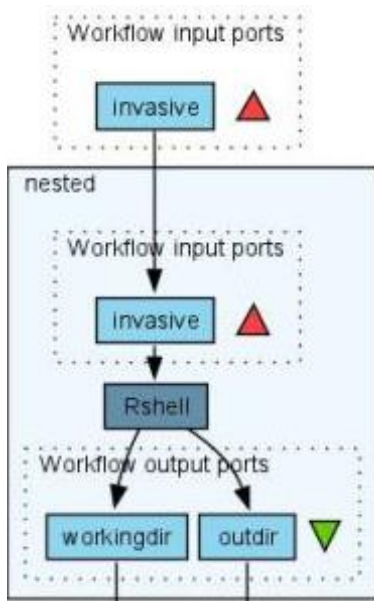 Workflow input ports
invasive
nested
Workflow input ports
invasive
Rshell
Workflow output ports
workingdir outdir